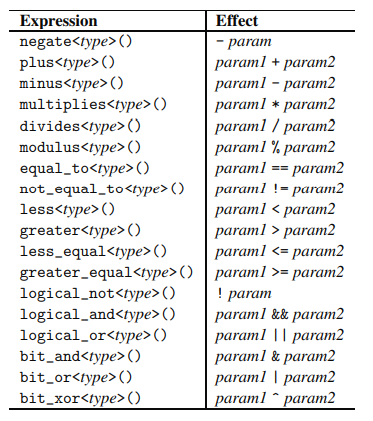 Expression Effect
negate<type>() - param
plus<type>() param1 + param2
minus<type>() param1 - param2
multiplies<type>() param1 * param2
divides<type>() param1 / param2
modulus<type>() param1 % param2
equal_to<type>() param1 == param2
not_equal_to<type>() param1 != param2
less<type>() param1 < param2
greater<type>() param1 > param2
less_equal<type>() param1 <= param2
greater_equal<type>() param1 >= param2
logical_not<type>() ! param
logical_and<type>() param1 && param2
logical_or<type>() param1 || param2
bit_and<type>() param1 & param2
bit_or<type>() param1 | param2
bit_xor<type>() param1 ^ param2